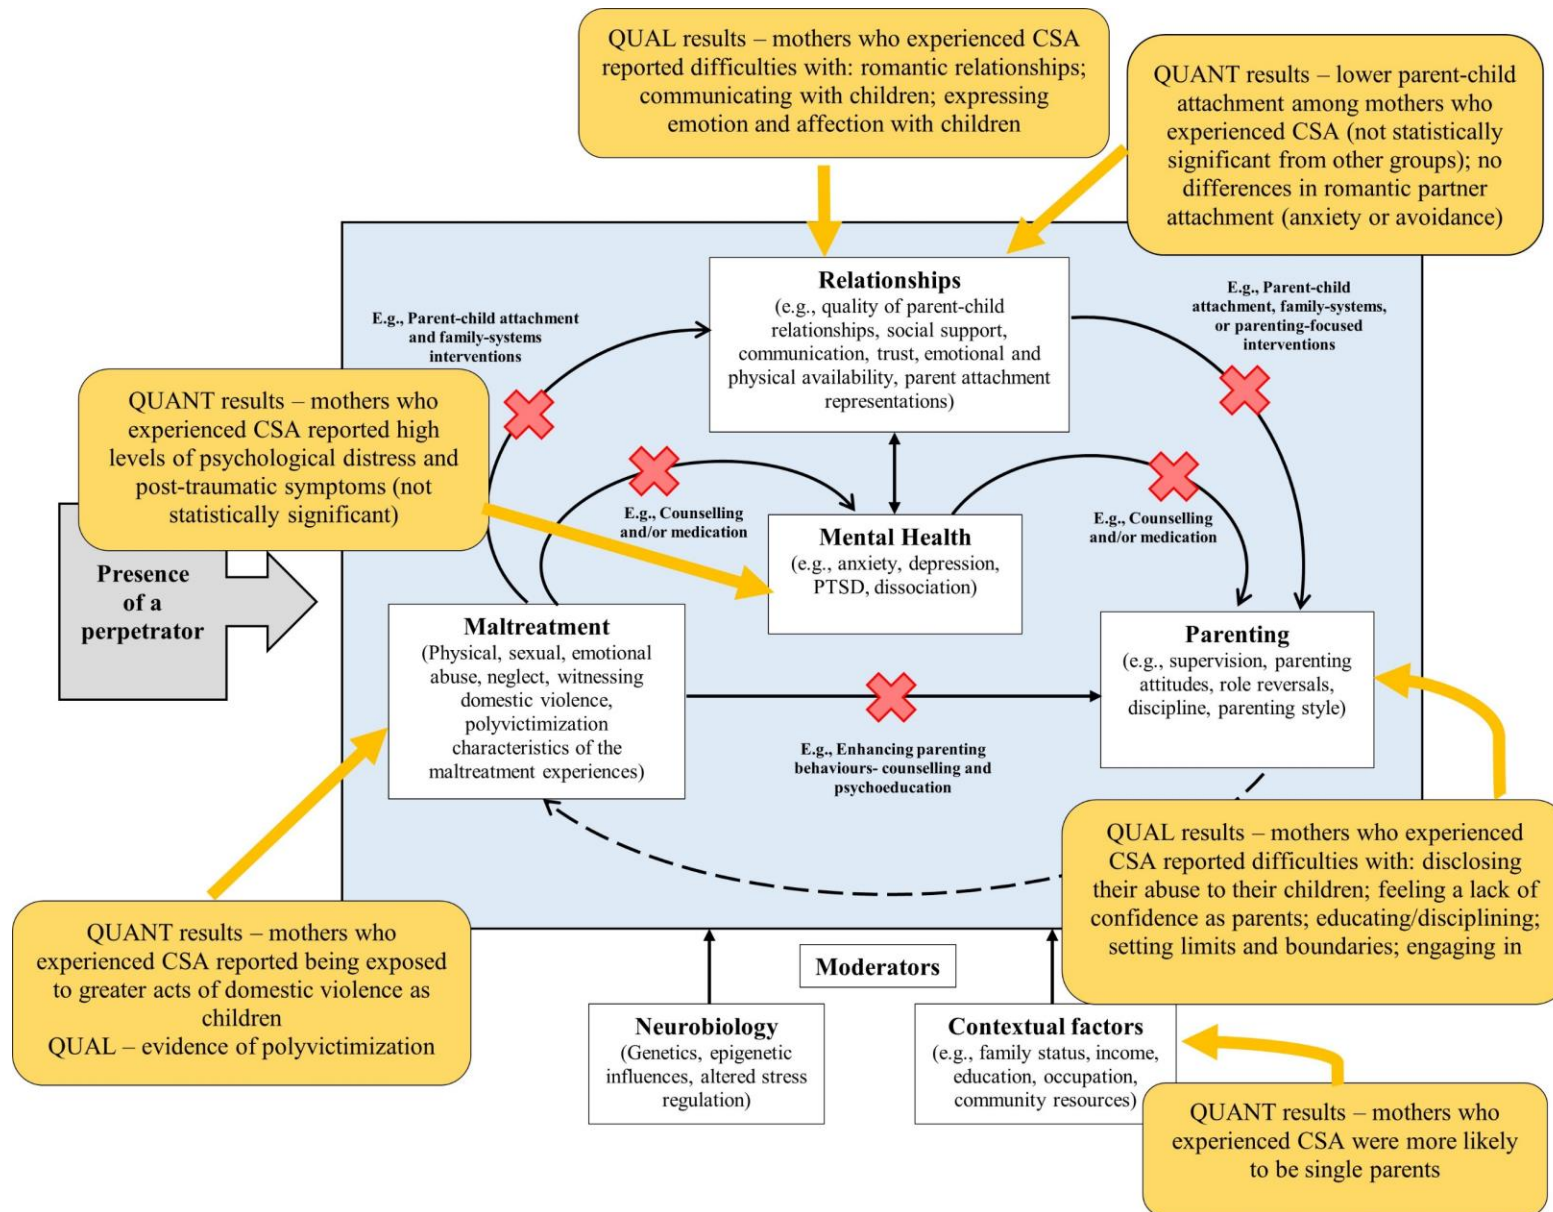 QUAL results – mothers who experienced CSA
reported difficulties with: romantic relationships;
communicating with children; expressing
emotion and affection with children
QUANT results – lower parent-child
attachment among mothers who
experienced CSA (not statistically
significant from other groups); no
differences in romantic partner
attachment (anxiety or avoidance)
E.g., Parent-child attachment
and family-systems
interventions
Relationships
(e.g., quality of parent-child
relationships, social support,
communication, trust, emotional and
physical availability, parent attachment
representations)
E.g., Parent-child
attachment, family-systems,
or parenting-focused
interventions
QUANT results – mothers who
experienced CSA reported high
levels of psychological distress and
post-traumatic symptoms (not
statistically significant)
E.g., Counselling
and/or medication
Mental Health
(e.g., anxiety, depression,
PTSD, dissociation)
E.g., Counselling
and/or medication
Presence
of a
perpetrator
Maltreatment
(Physical, sexual, emotional
abuse, neglect, witnessing
domestic violence,
polyvictimization
characteristics of the
maltreatment experiences)
Parenting
(e.g., supervision, parenting
attitudes, role reversals,
discipline, parenting style)
E.g., Enhancing parenting
behaviours- counselling and
psychoeducation
QUAL results – mothers who experienced
CSA reported difficulties with: disclosing
their abuse to their children; feeling a lack of
confidence as parents; educating/disciplining;
setting limits and boundaries; engaging in
QUANT results – mothers who
experienced CSA reported being exposed
to greater acts of domestic violence as
children
QUAL – evidence of polyvictimization
Moderators
Neurobiology
(Genetics, epigenetic
influences, altered stress
regulation)
Contextual factors
(e.g., family status, income,
education, occupation,
community resources)
QUANT results – mothers who
experienced CSA were more likely
to be single parents